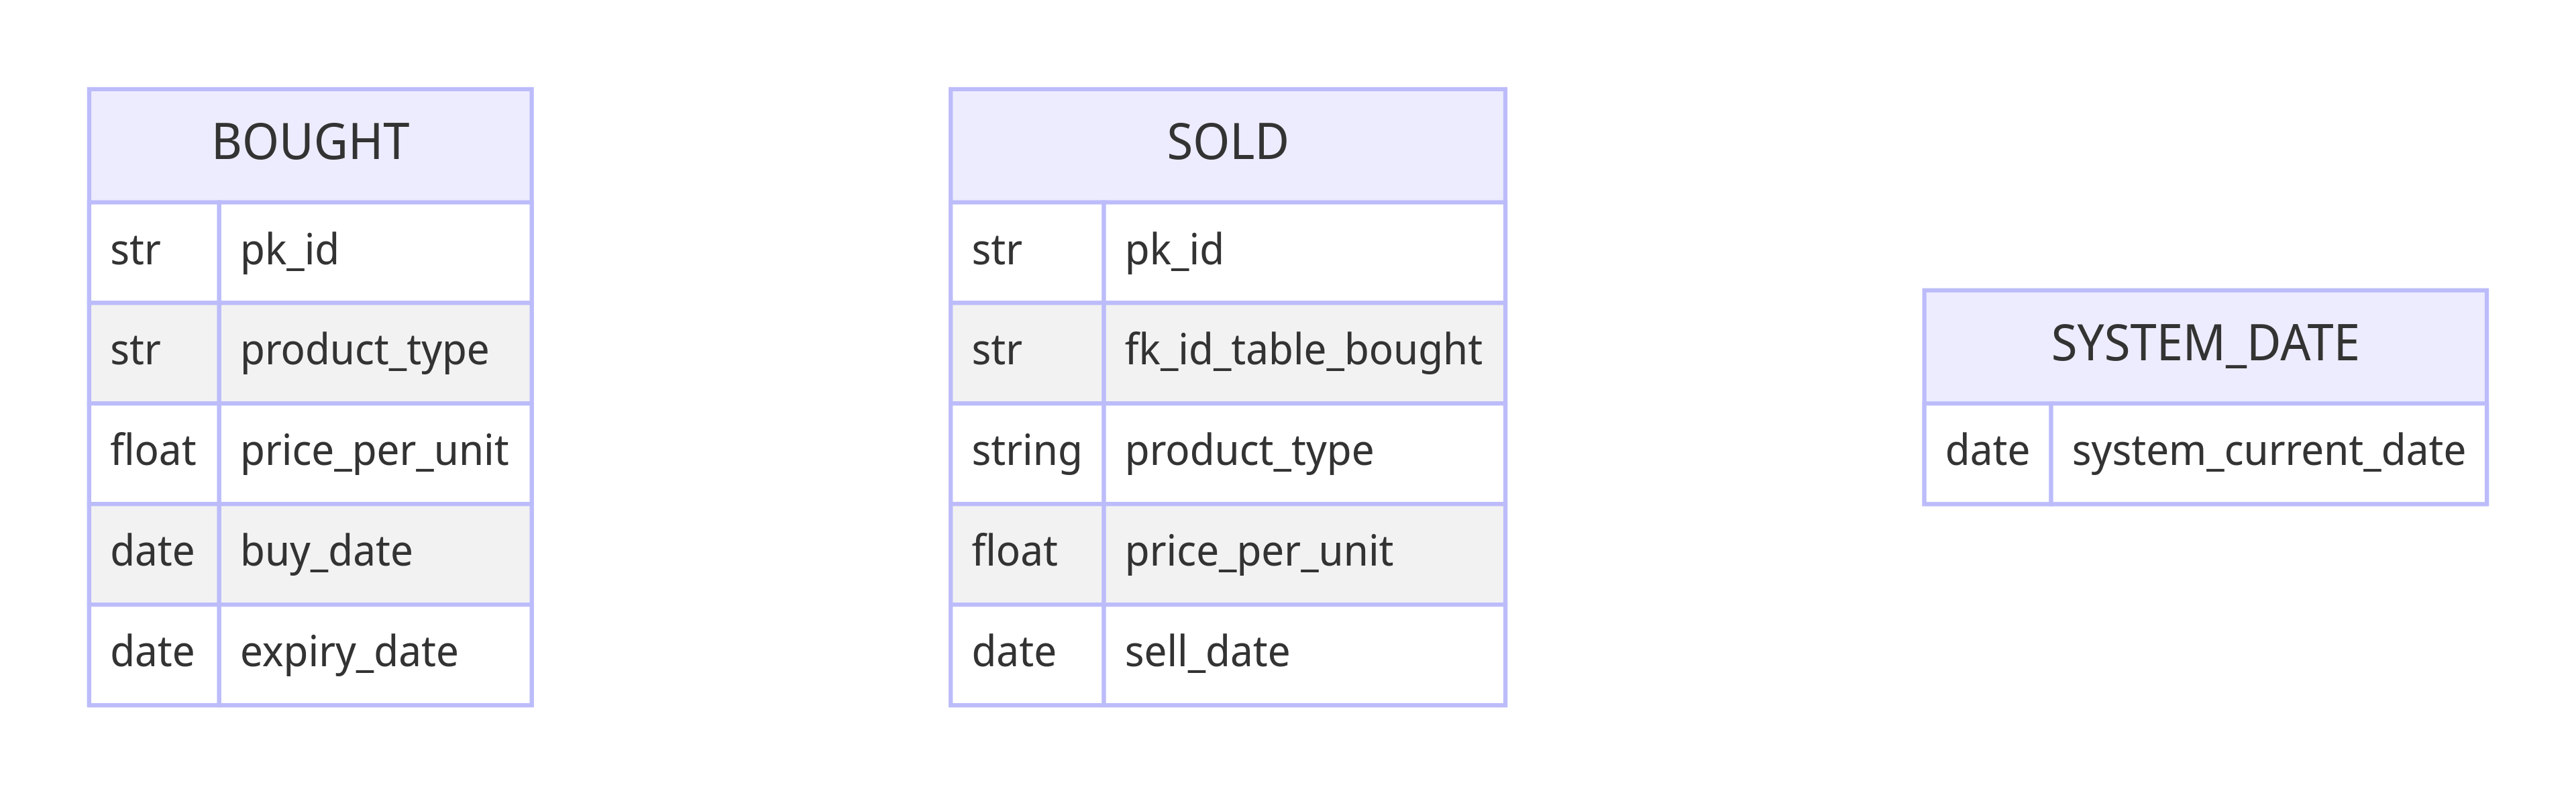 BOUGHT
str pk_id
str product_type
float price_per_unit
date buy_date
date expiry_date
SOLD
str pk_id
str fk_id_table_bought
string product_type
float price_per_unit
date sell_date
SYSTEM_DATE
date system_current_date